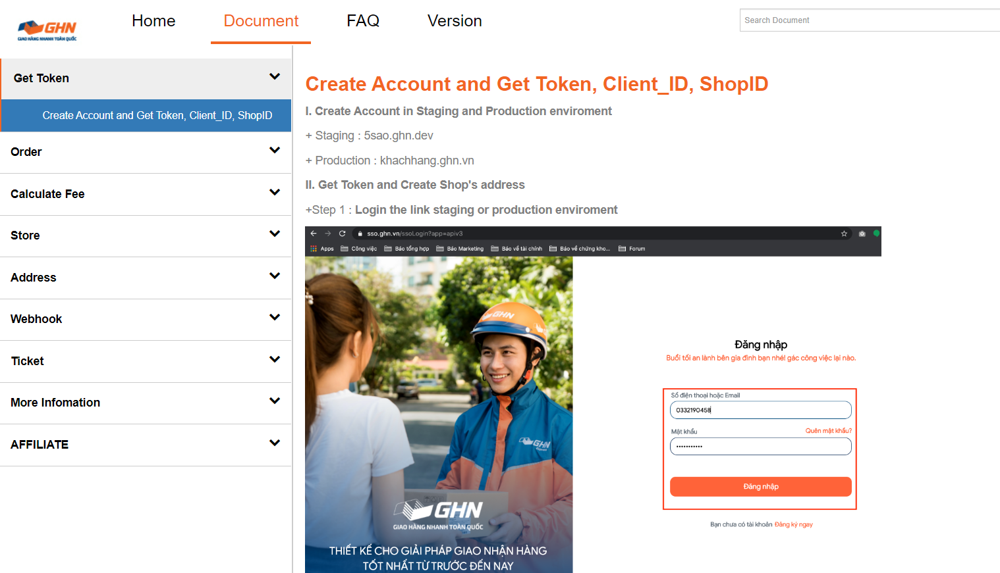 GHN
GIAO HÀNG NHANH TOÀN QUỐC
Home
Document
FAQ
Version
Search Document
Get Token
Create Account and Get Token, Client_ID, ShopID
Order
Calculate Fee
Store
Address
Webhook
Ticket
More Infomation
AFFILIATE
Create Account and Get Token, Client_ID, ShopID
I. Create Account in Staging and Production enviroment
+ Staging : 5sao.ghn.dev
+ Production : khachhang.ghn.vn
II. Get Token and Create Shop's address
+Step 1 : Login the link staging or production enviroment
sso.ghn.vn/ssoLogin?app=apiv3
Apps
Công việc
Báo tổng hợp
Báo Marketing
Báo về tài chính
Báo về chứng kho...
Forum
GHN
GHN
GHN
GIAO HÀNG NHANH TOÀN QUỐC
THIẾT KẾ CHO GIẢI PHÁP GIAO NHẬN HÀNG
TỐT NHẤT TỪ TRƯỚC ĐẾN NAY
Đăng nhập
Buổi tối an lành bên gia đình bạn nhé! gác công việc lại nào.
Số điện thoại hoặc Email
0332190458
Mật khẩu
Quên mật khẩu?
•••••••••••
Đăng nhập
Bạn chưa có tài khoản Đăng ký ngay